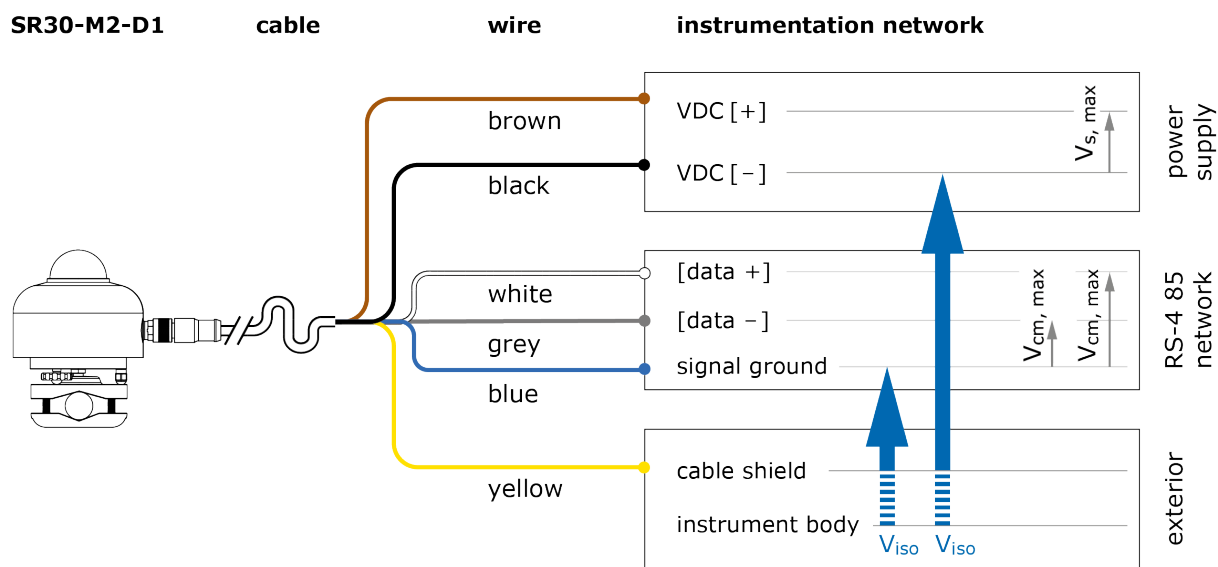 SR30-M2-D1 cable wire instrumentation network
brown
black
white
grey
blue
yellow
VDC [+]
VDC [−]
Vs, max
power
supply
[data +]
[data −]
signal ground
Vcm, max
Vcm, max
RS-4 85
network
cable shield
instrument body
Viso
Viso
exterior